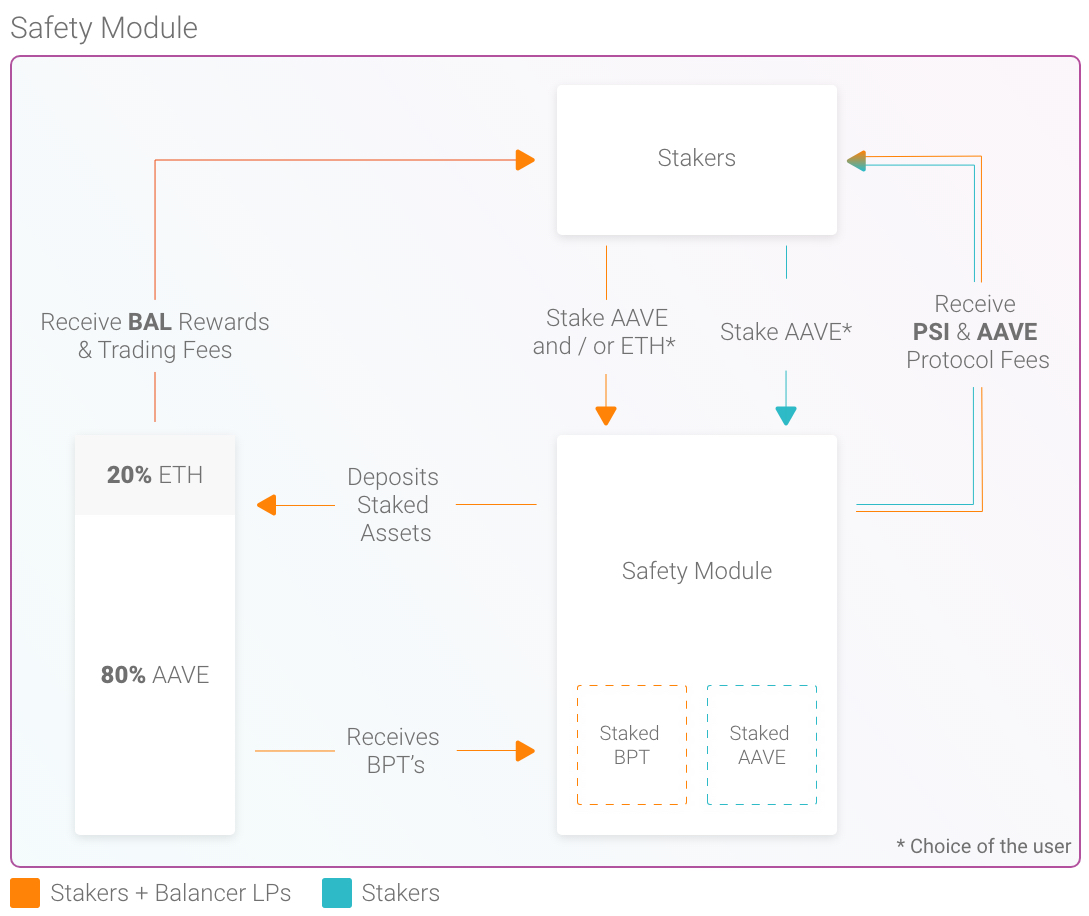 Safety Module
Stakers
Receive BAL Rewards
& Trading Fees
Stake AAVE
and / or ETH*
Stake AAVE*
Receive
PSI & AAVE
Protocol Fees
20% ETH
80% AAVE
Deposits
Staked
Assets
Safety Module
Receives
BPT’s
Staked
BPT
Staked
AAVE
* Choice of the user
Stakers + Balancer LPs
Stakers